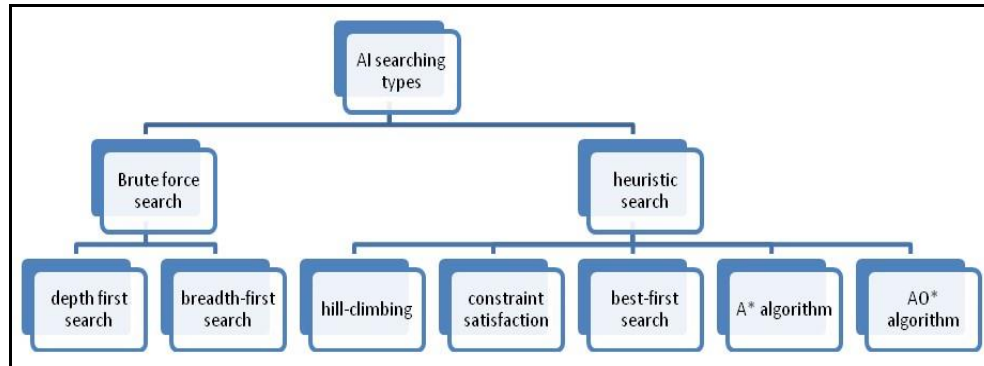 AI searching
types
Brute force
search
heuristic
search
depth first
search
breadth-first
search
hill-climbing
constraint
satisfaction
best-first
search
A* algorithm
AO*
algorithm